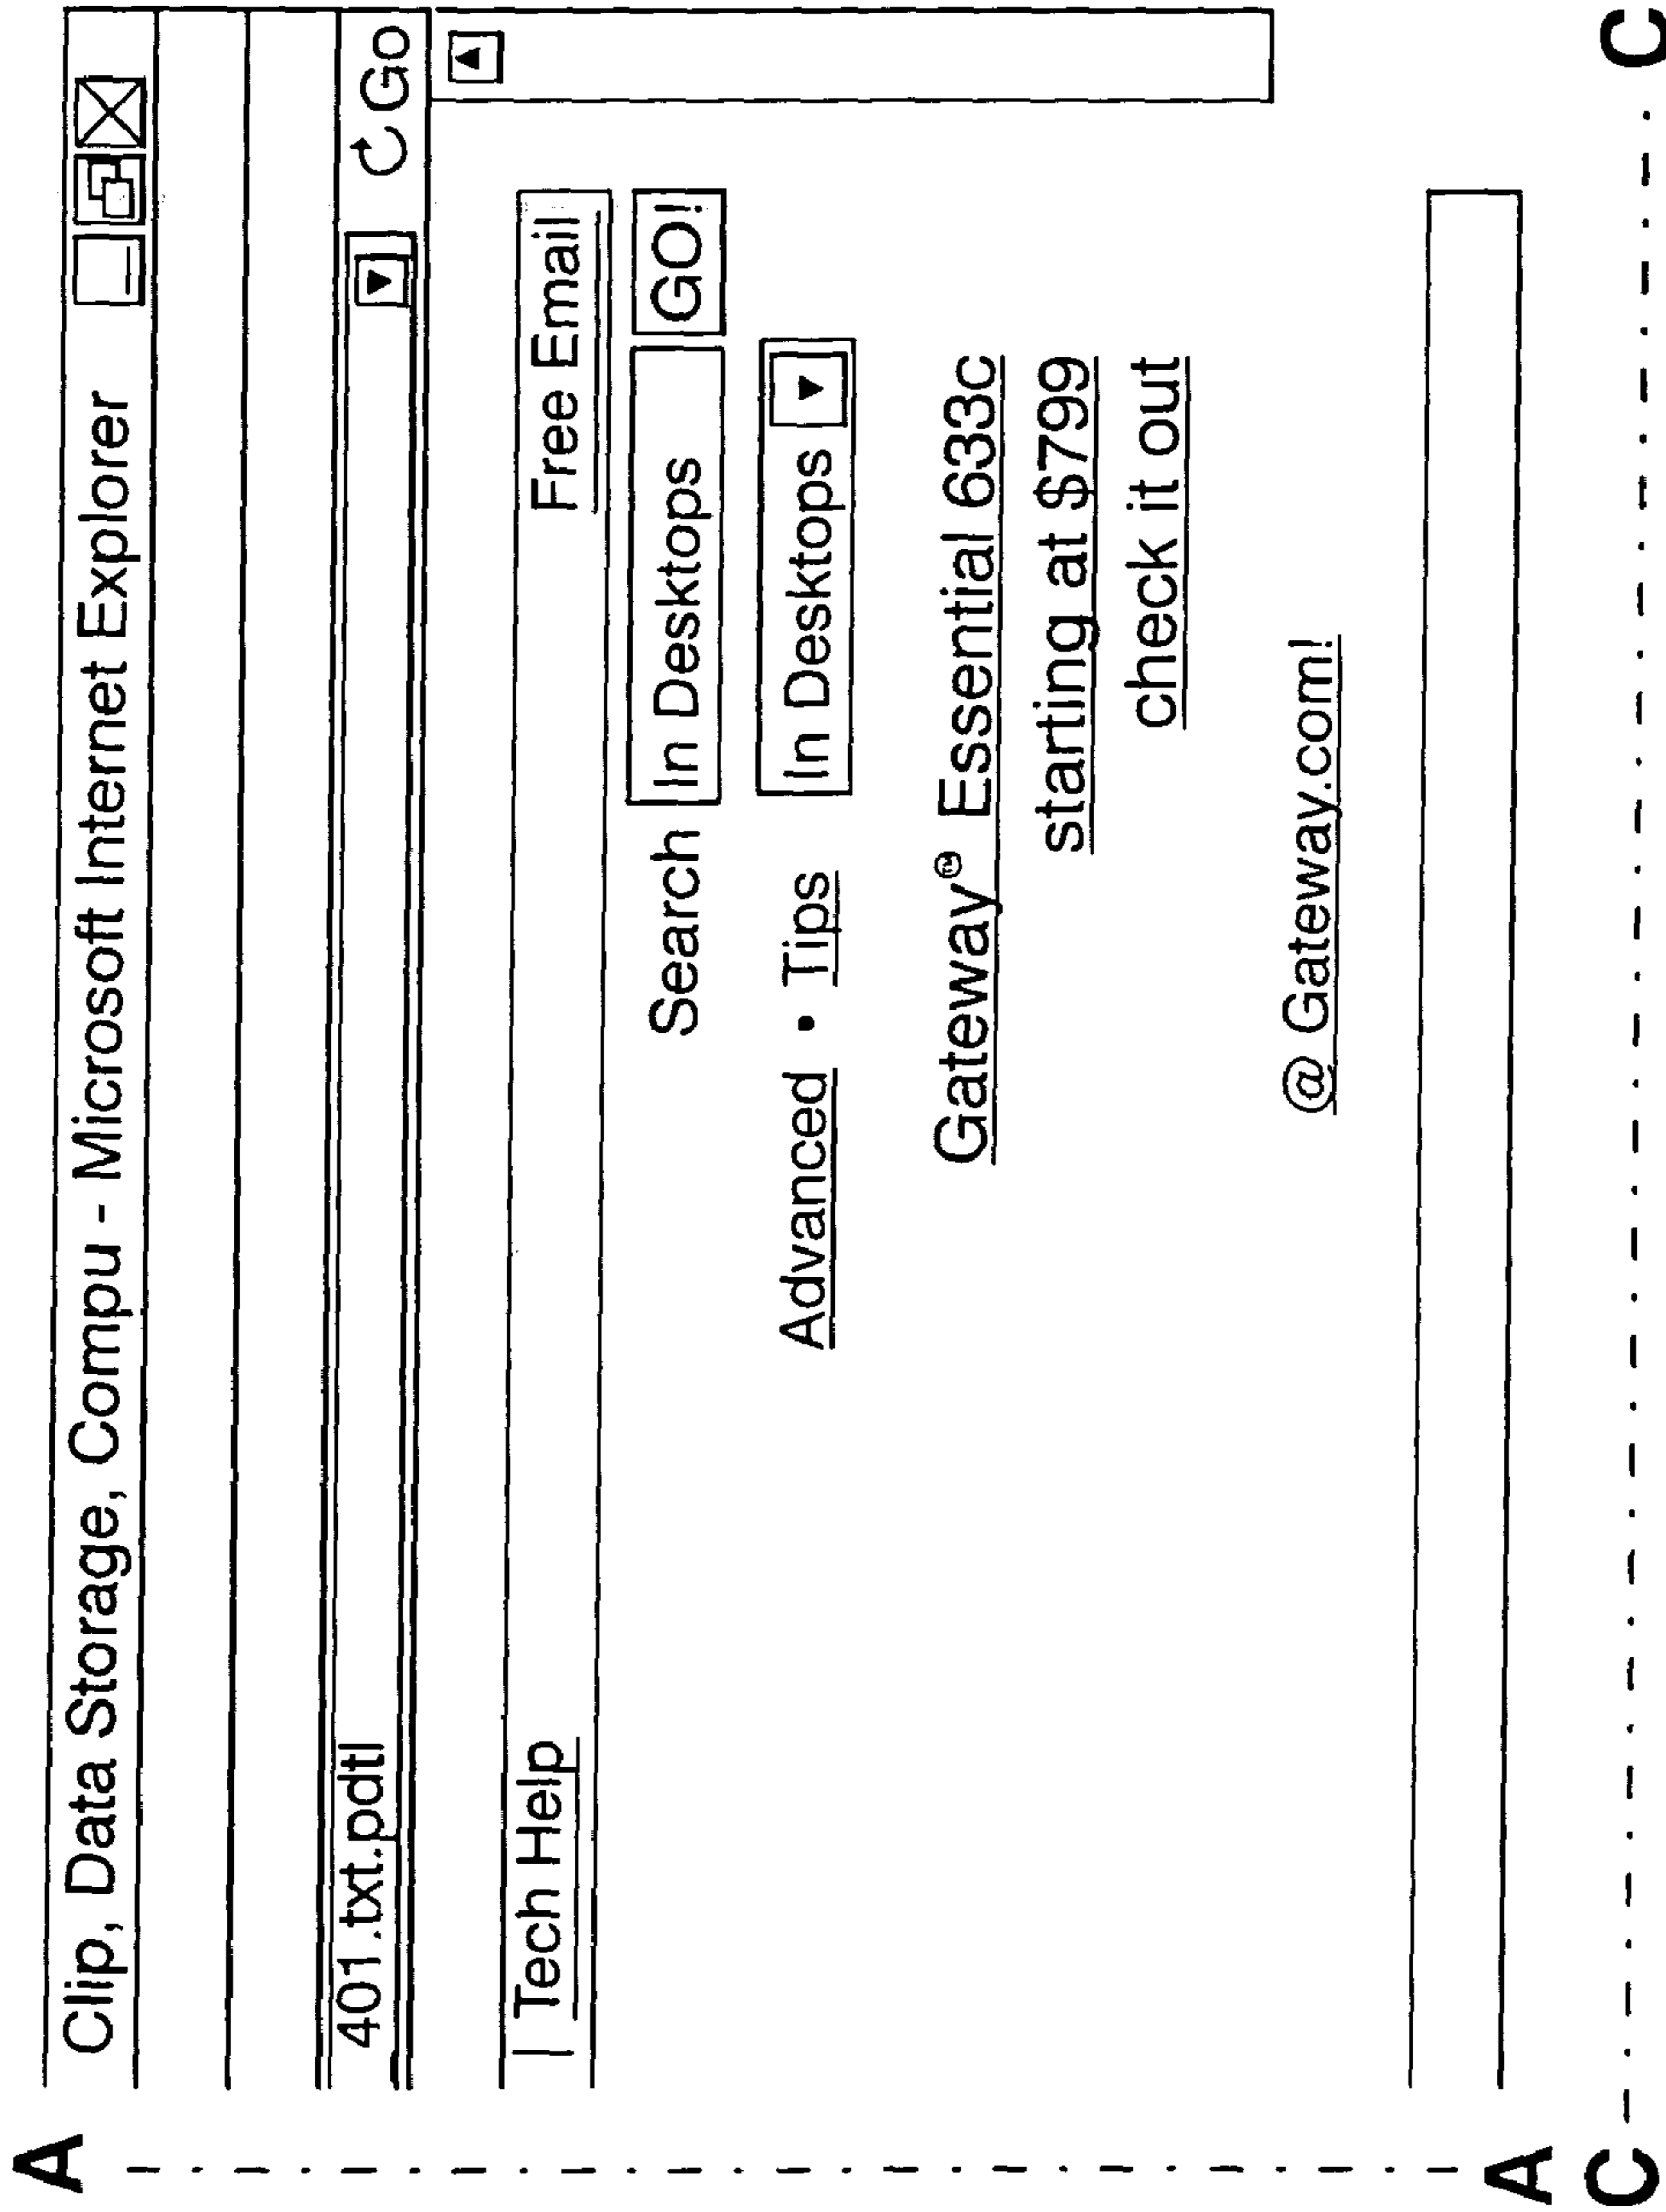 A
Clip, Data Storage, Compu - Microsoft Internet Explorer
401.txt.pdtl
Go
| Tech Help
Free Email
Search
In Desktops
GO!
Advanced • Tips
In Desktops
Gateway® Essential 633c
starting at $799
check it out
@ Gateway.com!
A
C
C